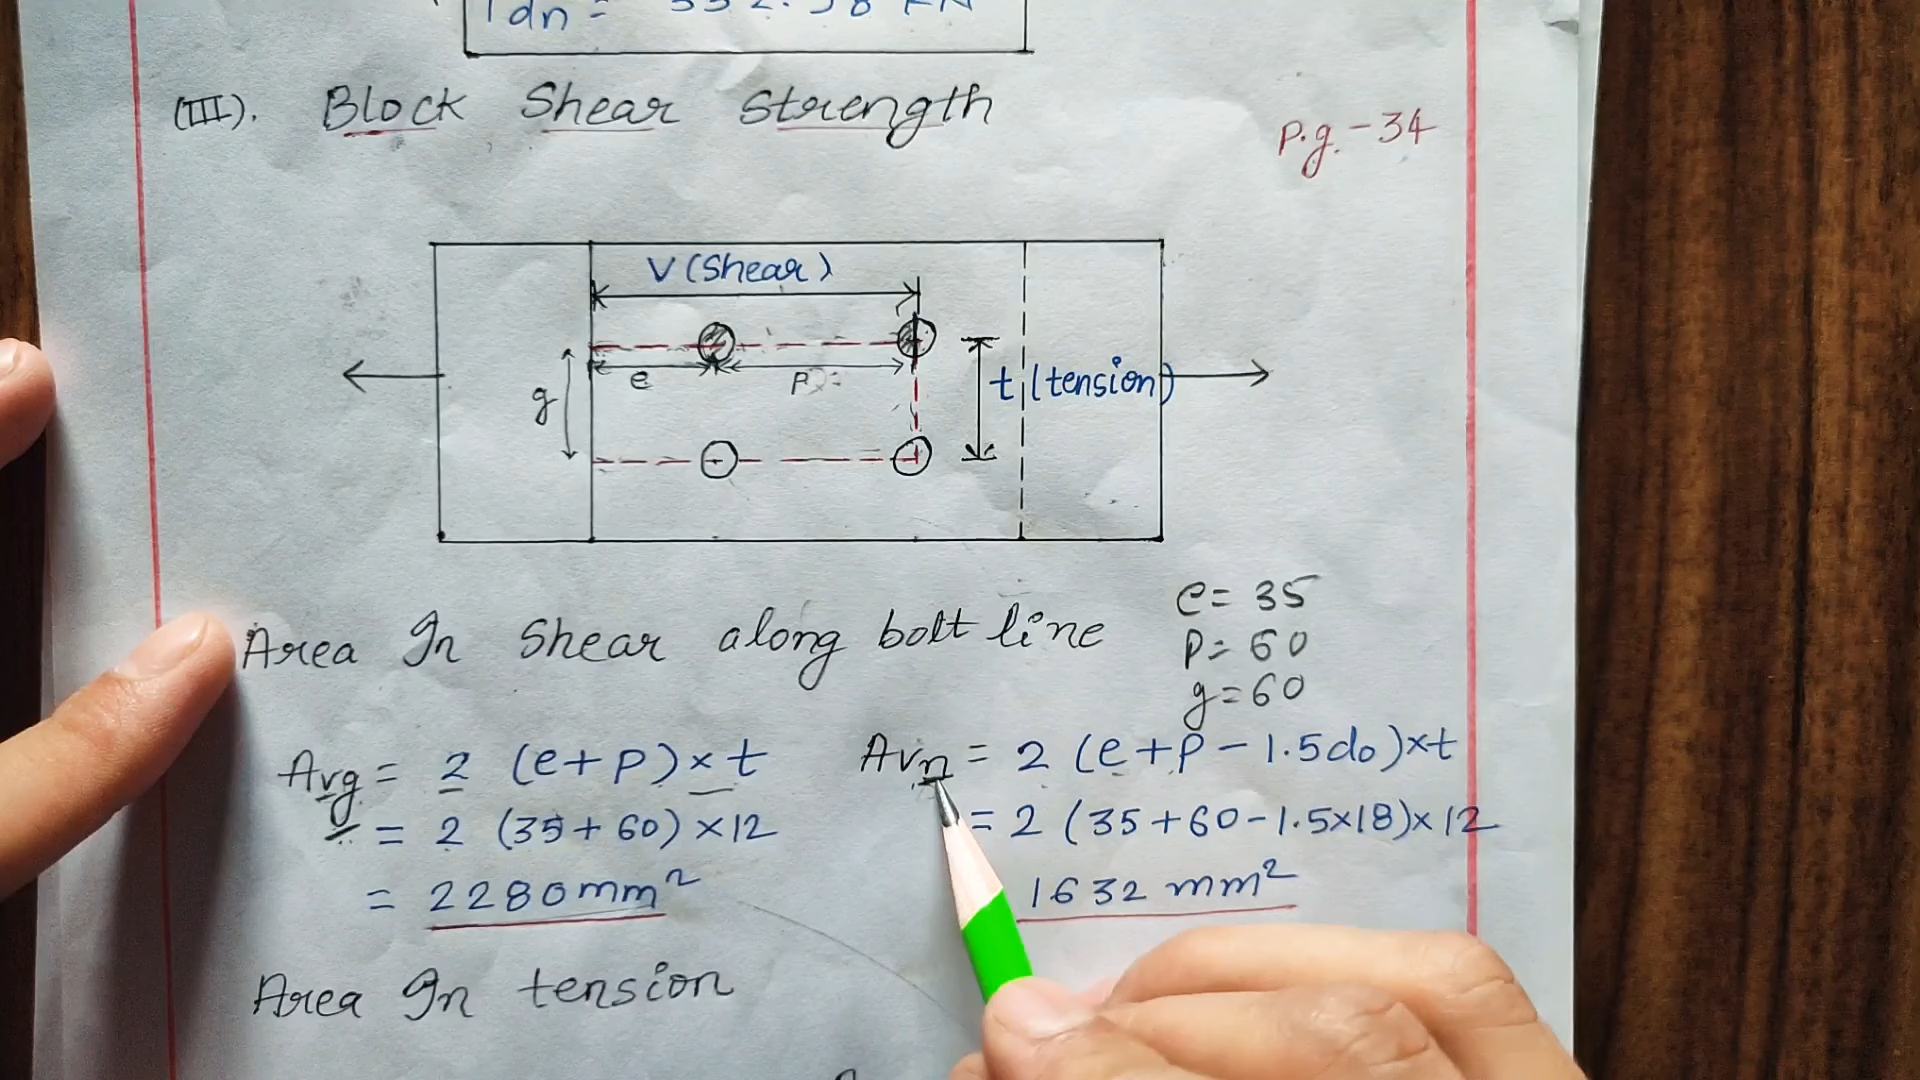 (III). Block Shear Strength
P.g. - 34
V (Shear)
e
P
g
t (tension)
e = 35
P = 60
g = 60
Area In Shear along bolt line
Avg = 2 (e+p) × t
= 2 (35+60) ×12
= 2280mm²
Avn = 2 (e+p - 1.5do)×t
= 2 (35+60-1.5×18)×12
1632 mm²
Area In tension